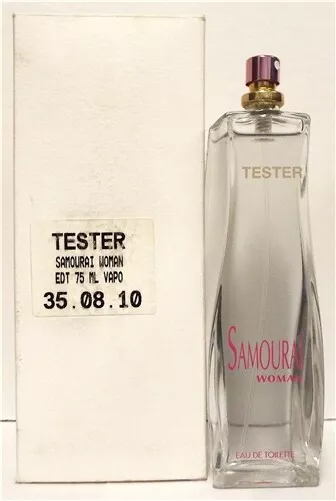 TESTER
SAMOURAI WOMAN
EDT 75 ML VAPO
35.08.10
TESTER
SAMOURAI
WOMAN
EAU DE TOILETTE